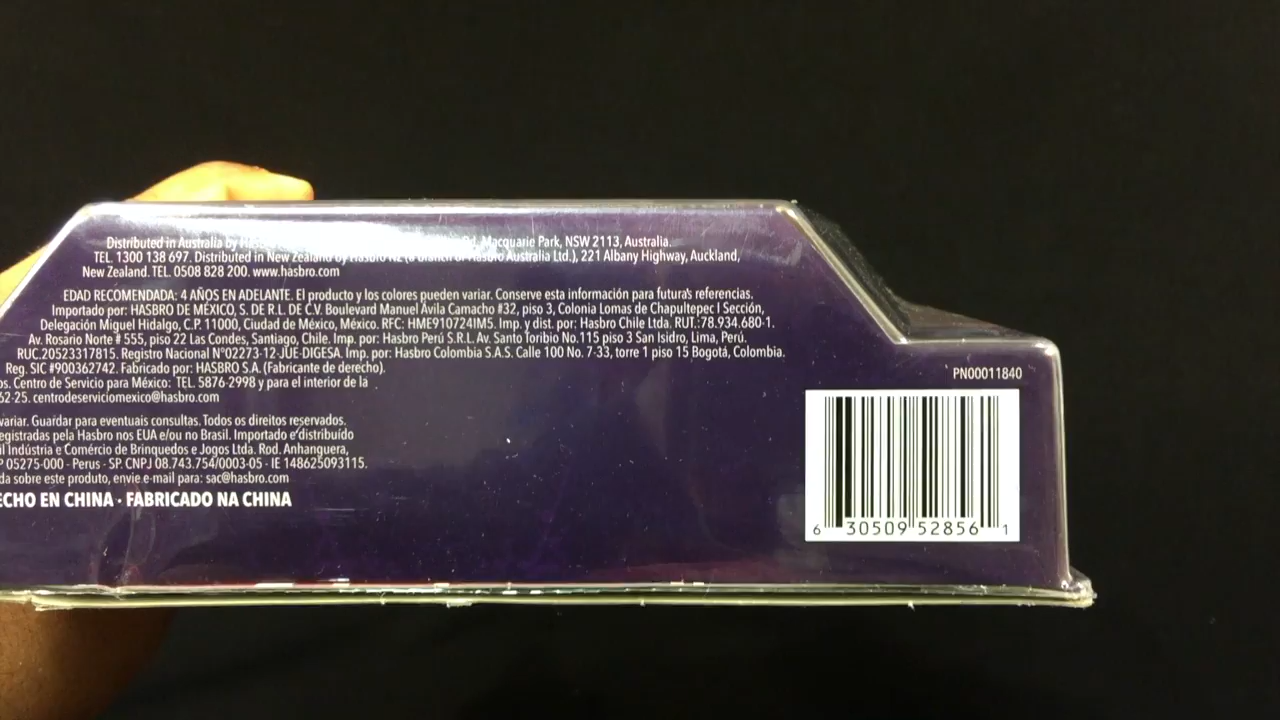 Distributed in Australia by Macquarie Park, NSW 2113, Australia.
TEL. 1300 138 697. Distributed in New Zealand by Hasbro NZ (a branch of Hasbro Australia Ltd.), 221 Albany Highway, Auckland,
New Zealand. TEL. 0508 828 200. www.hasbro.com
EDAD RECOMENDADA: 4 AÑOS EN ADELANTE. El producto y los colores pueden variar. Conserve esta información para futuras referencias.
Importado por: HASBRO DE MÉXICO, S. DE R.L. DE C.V. Boulevard Manuel Ávila Camacho #32, piso 3, Colonia Lomas de Chapultepec I Sección,
Delegación Miguel Hidalgo, C.P. 11000, Ciudad de México, México. RFC: HME910724IM5. Imp. y dist. por: Hasbro Chile Ltda. RUT.:78.934.680-1.
Av. Rosario Norte # 555, piso 22 Las Condes, Santiago, Chile. Imp. por: Hasbro Perú S.R.L. Av. Santo Toribio No.115 piso 3 San Isidro, Lima, Perú.
RUC.20523317815. Registro Nacional N°02273-12-JUE-DIGESA. Imp. por: Hasbro Colombia S.A.S. Calle 100 No. 7-33, torre 1 piso 15 Bogotá, Colombia.
Reg. SIC #900362742. Fabricado por: HASBRO S.A. (Fabricante de derecho).
os. Centro de Servicio para México: TEL. 5876-2998 y para el interior de la
62-25. centrodeserviciomexico@hasbro.com
variar. Guardar para eventuais consultas. Todos os direitos reservados.
egistradas pela Hasbro nos EUA e/ou no Brasil. Importado e distribuído
il Indústria e Comércio de Brinquedos e Jogos Ltda. Rod. Anhanguera,
P 05275-000 - Perus - SP. CNPJ 08.743.754/0003-05 - IE 148625093115.
da sobre este produto, envie e-mail para: sac@hasbro.com
ECHO EN CHINA · FABRICADO NA CHINA
PN00011840
6 30509 52856 1